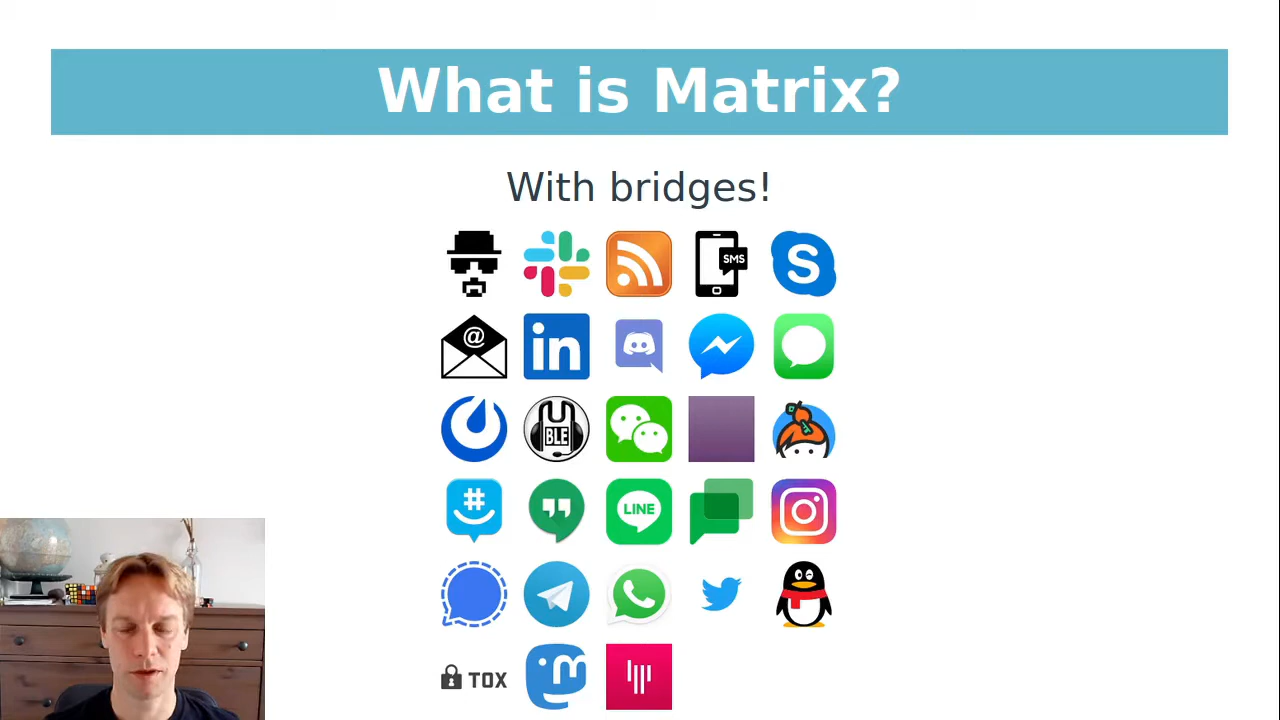 What is Matrix?
With bridges!
SMS
S
@
in
BLE
#
LINE
TOX
m